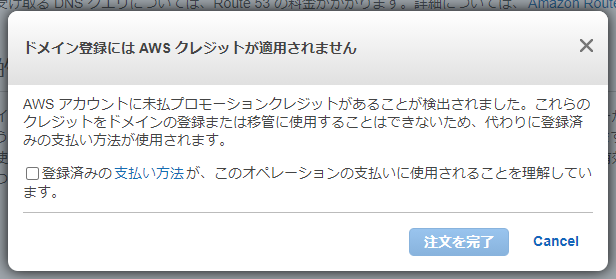 受け取る DNS クエリについては、Route 53 の料金がかかります。詳細については、Amazon Route
ドメイン登録には AWS クレジットが適用されません
AWS アカウントに未払プロモーションクレジットがあることが検出されました。これらの
クレジットをドメインの登録または移管に使用することはできないため、代わりに登録済
みの支払い方法が使用されます。
登録済みの支払い方法が、このオペレーションの支払いに使用されることを理解してい
ます。
注文を完了
Cancel